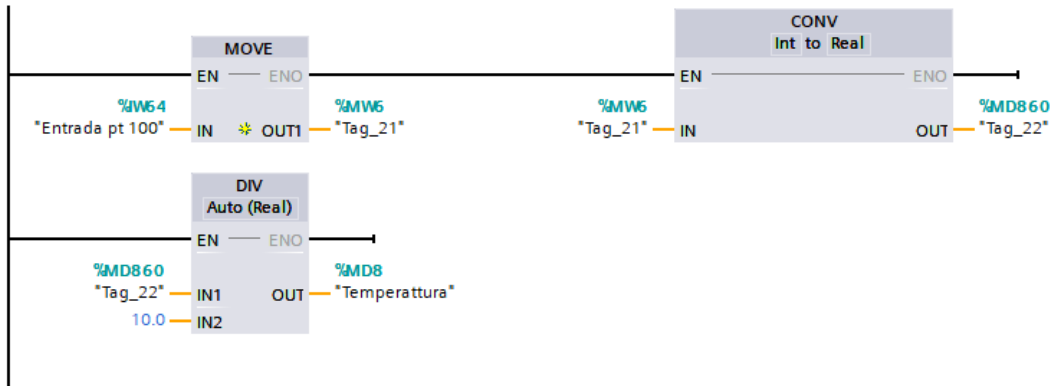 MOVE
EN ENO
%IW64
"Entrada pt 100" IN OUT1
%MW6
"Tag_21"
CONV
Int to Real
EN ENO
%MW6
"Tag_21" IN OUT
%MD860
"Tag_22"
DIV
Auto (Real)
EN ENO
%MD860
"Tag_22" IN1 OUT
%MD8
"Temperattura"
10.0 IN2